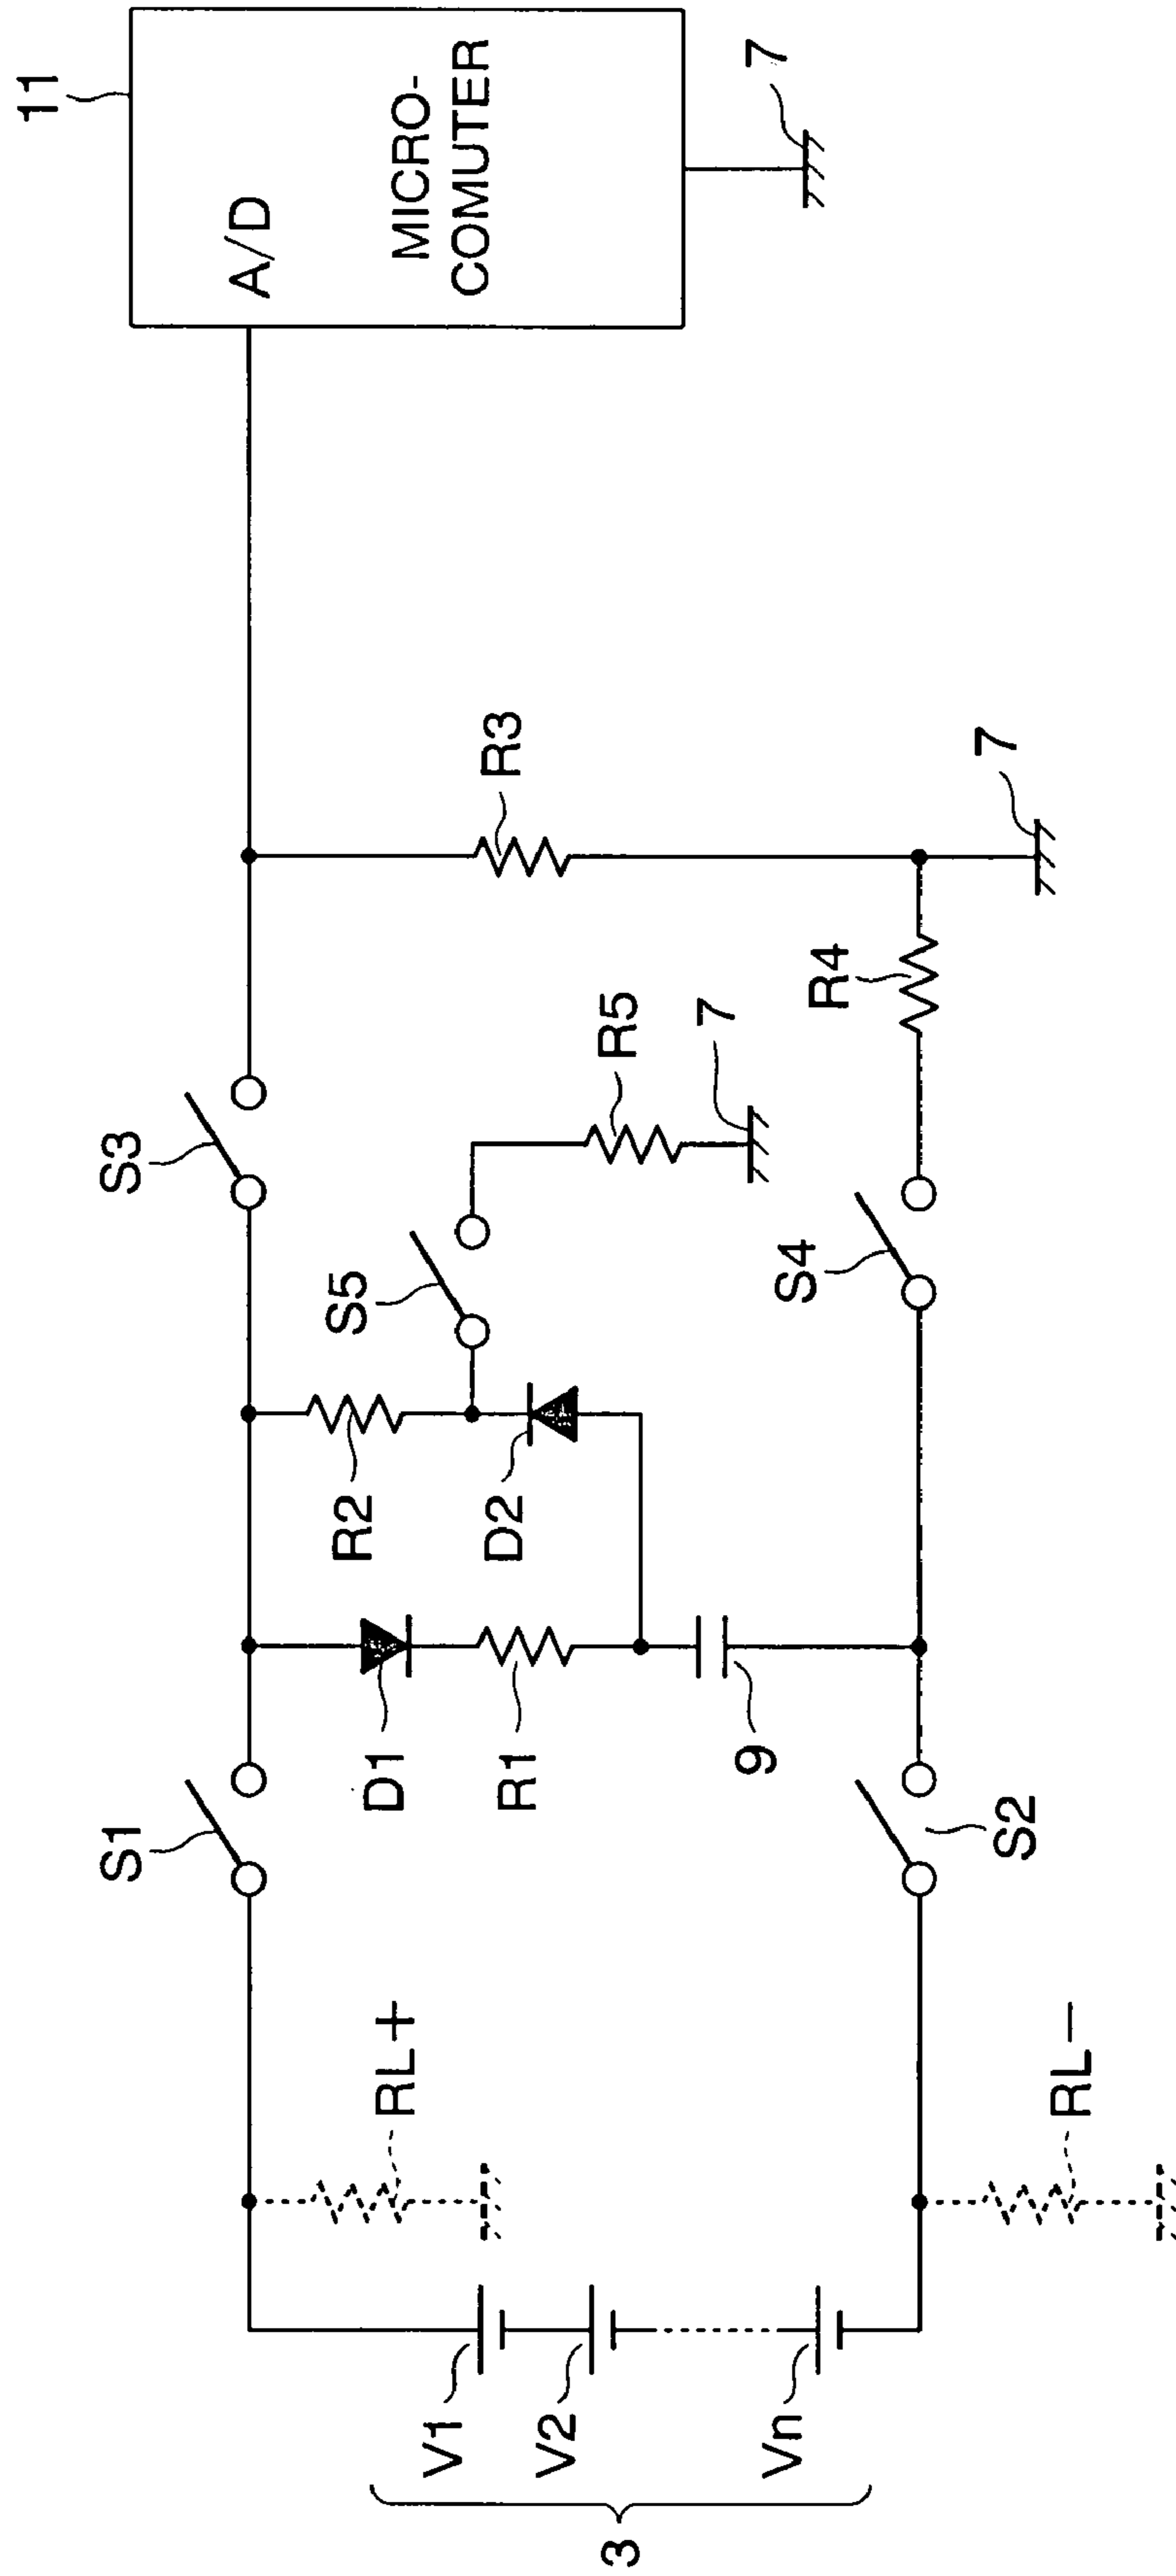 11
A/D
MICRO-
COMUTER
7
S3
R3
S5
R5
7
S4
R4
7
S1
D1
R1
R2
D2
9
S2
RL+
RL−
V1
V2
Vn
3